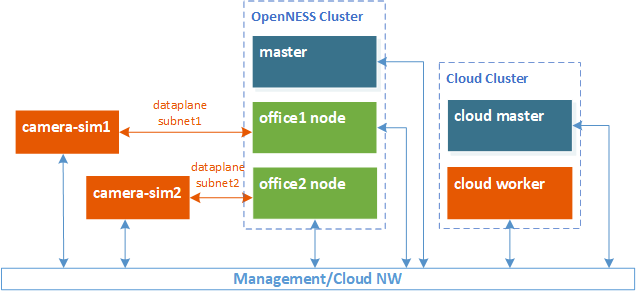 OpenNESS Cluster
master
Cloud Cluster
cloud master
dataplane
subnet1
camera-sim1
office1 node
dataplane
subnet2
camera-sim2
office2 node
cloud worker
Management/Cloud NW